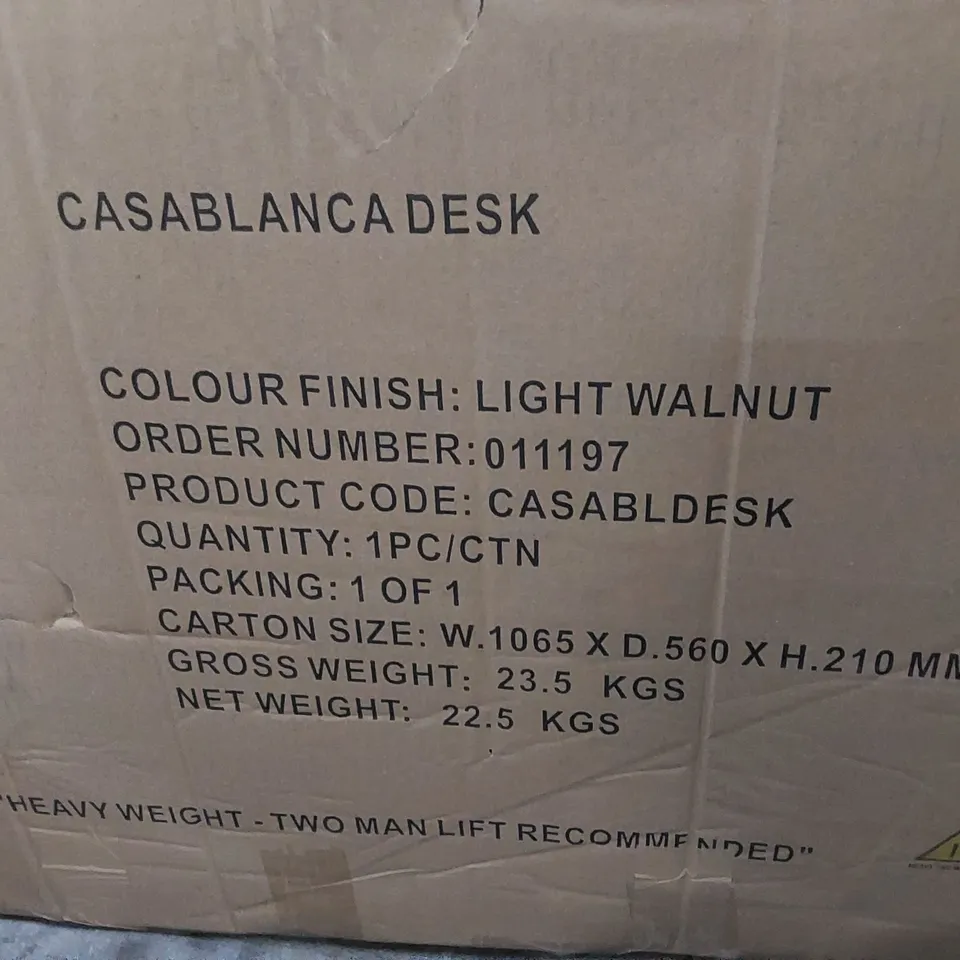 CASABLANCA DESK
COLOUR FINISH: LIGHT WALNUT
ORDER NUMBER: 011197
PRODUCT CODE: CASABLDESK
QUANTITY: 1PC/CTN
PACKING: 1 OF 1
CARTON SIZE: W.1065 X D.560 X H.210 MM
GROSS WEIGHT: 23.5 KGS
NET WEIGHT: 22.5 KGS
"HEAVY WEIGHT - TWO MAN LIFT RECOMMENDED"